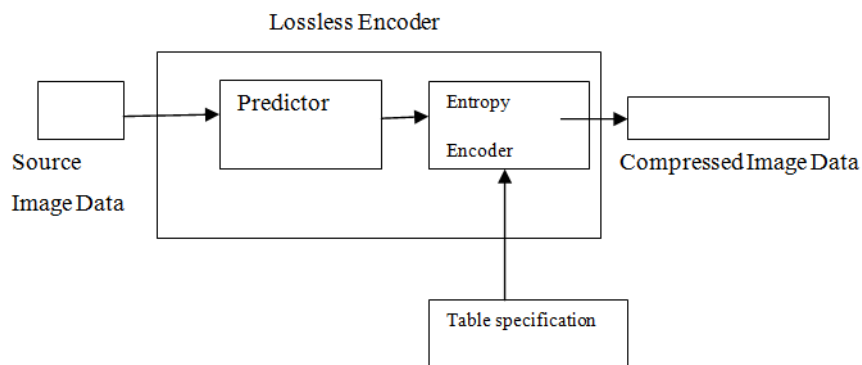 Lossless Encoder
Predictor
Entropy
Encoder
Source
Image Data
Compressed Image Data
Table specification